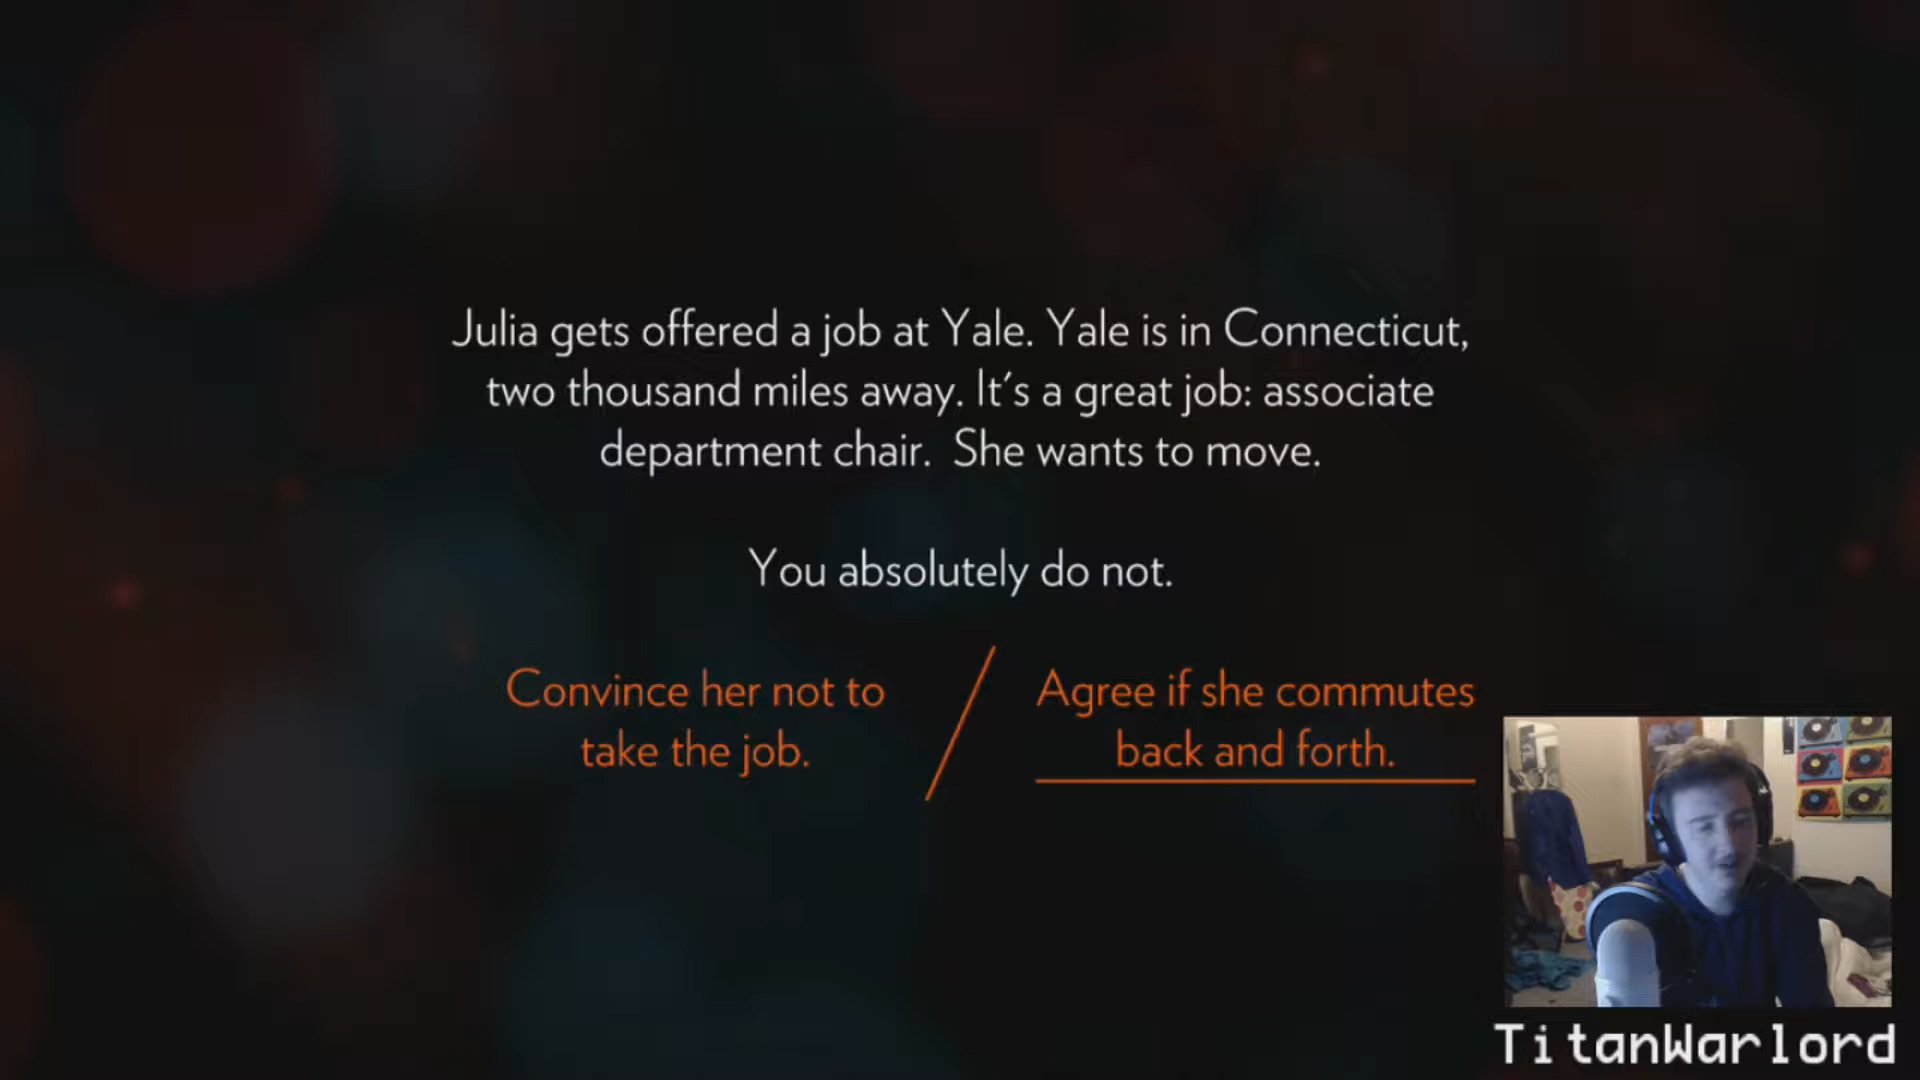 Julia gets offered a job at Yale. Yale is in Connecticut,
two thousand miles away. It's a great job: associate
department chair. She wants to move.
You absolutely do not.
Convince her not to
take the job.
Agree if she commutes
back and forth.
TitanWarlord